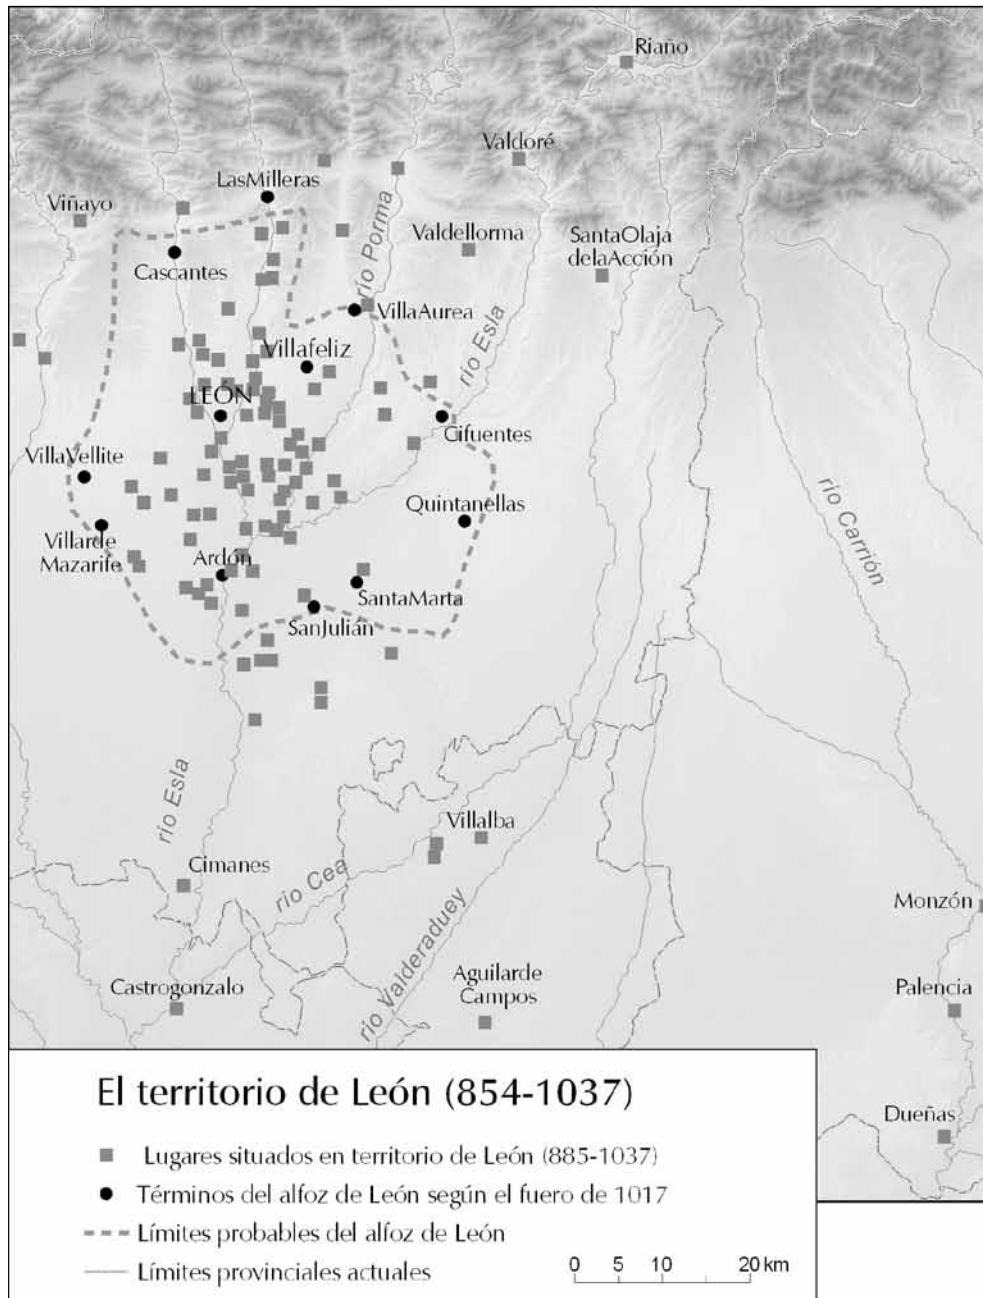 Riaño
Valdoré
LasMilleras
Viñayo
río Porma
Valdellorma
SantaOlaja
delaAcción
Cascantes
VillaAurea
río Esla
Villafeliz
LEÓN
Cifuentes
VillaVellite
Quintanellas
río Carrión
Villarde
Mazarife
Ardón
SantaMarta
SanJulián
río Esla
Villalba
Cimanes
río Cea
Monzón
río Valderaduey
Castrogonzalo
Aguilarde
Campos
Palencia
El territorio de León (854-1037)
Dueñas
Lugares situados en territorio de León (885-1037)
Términos del alfoz de León según el fuero de 1017
Límites probables del alfoz de León
Límites provinciales actuales
0 5 10 20 km